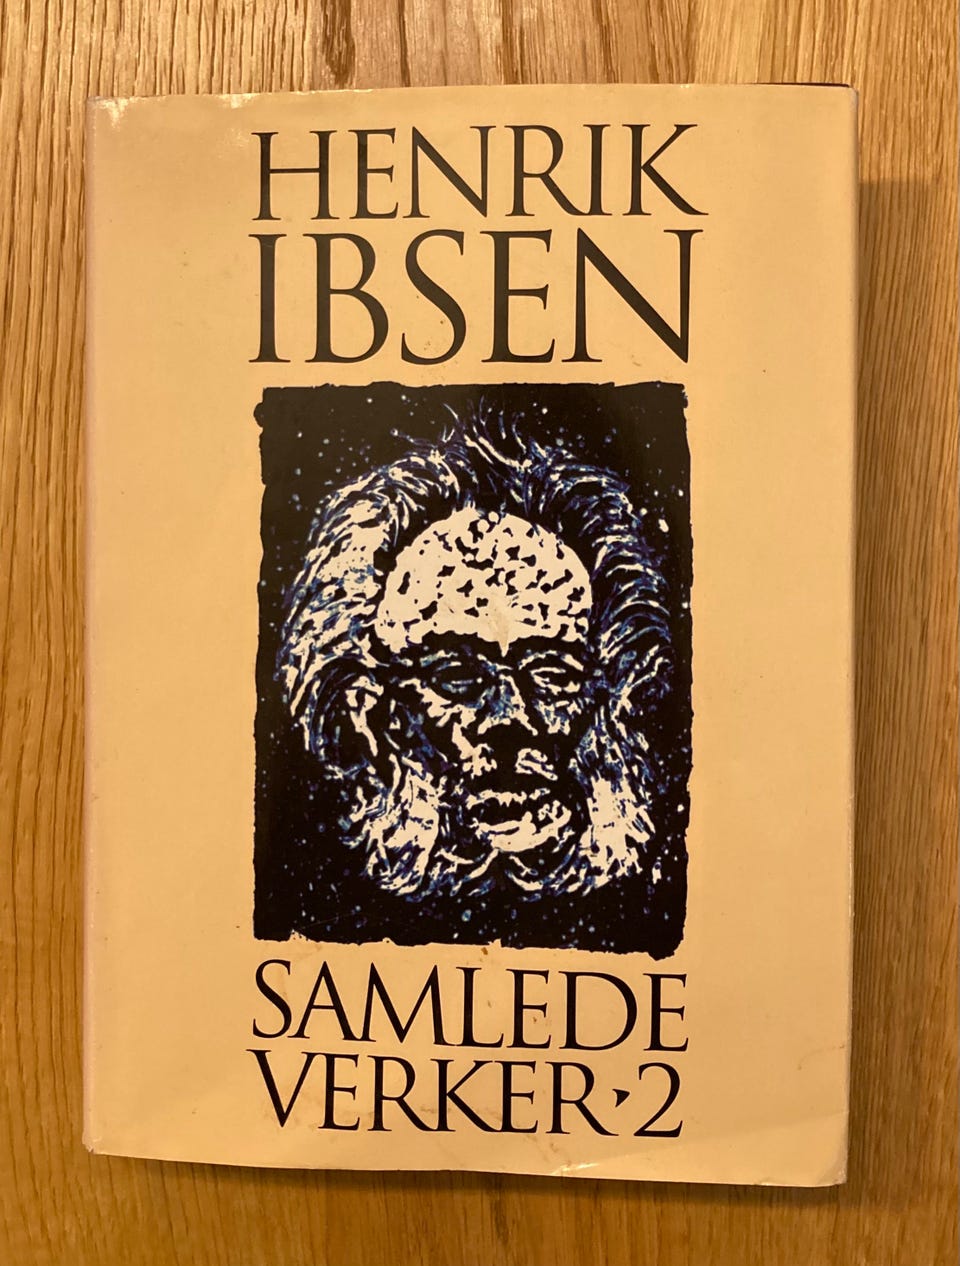 HENRIK
IBSEN
SAMLEDE
VERKER · 2